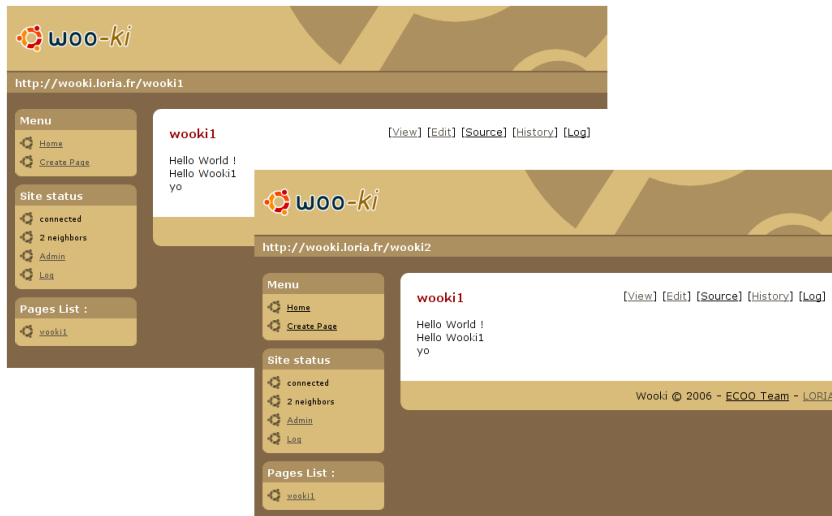 woo-ki
http://wooki.loria.fr/wooki1
Menu
Home
Create Page
Site status
connected
2 neighbors
Admin
Log
Pages List :
wooki1
wooki1
[View] [Edit] [Source] [History] [Log]
Hello World !
Hello Wooki1
yo
woo-ki
http://wooki.loria.fr/wooki2
Menu
Home
Create Page
Site status
connected
2 neighbors
Admin
Log
Pages List :
wooki1
wooki1
[View] [Edit] [Source] [History] [Log]
Hello World !
Hello Wooki1
yo
Wooki © 2006 - ECOO Team - LORIA